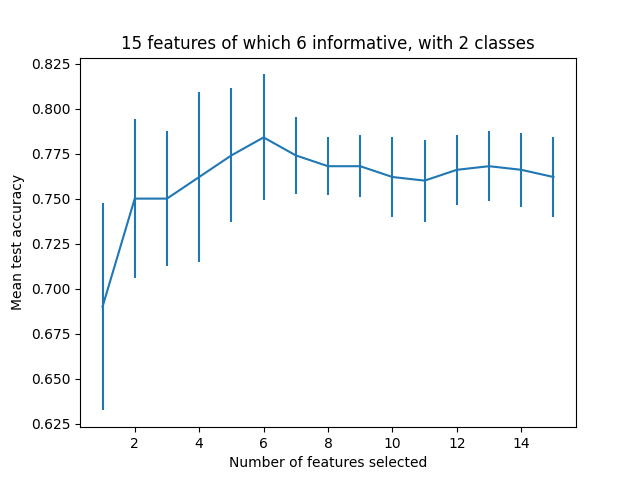 15 features of which 6 informative, with 2 classes
0.825
0.800
0.775
0.750
0.725
0.700
0.675
0.650
0.625
Mean test accuracy
2 4 6 8 10 12 14
Number of features selected